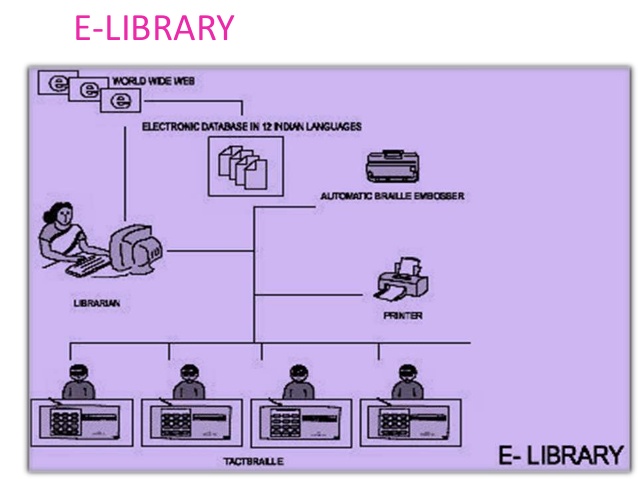 E-LIBRARY
WORLD WIDE WEB
ELECTRONIC DATABASE IN 12 INDIAN LANGUAGES
AUTOMATIC BRAILLE EMBOSSER
LIBRARIAN
PRINTER
TACTBRAILLE
E- LIBRARY